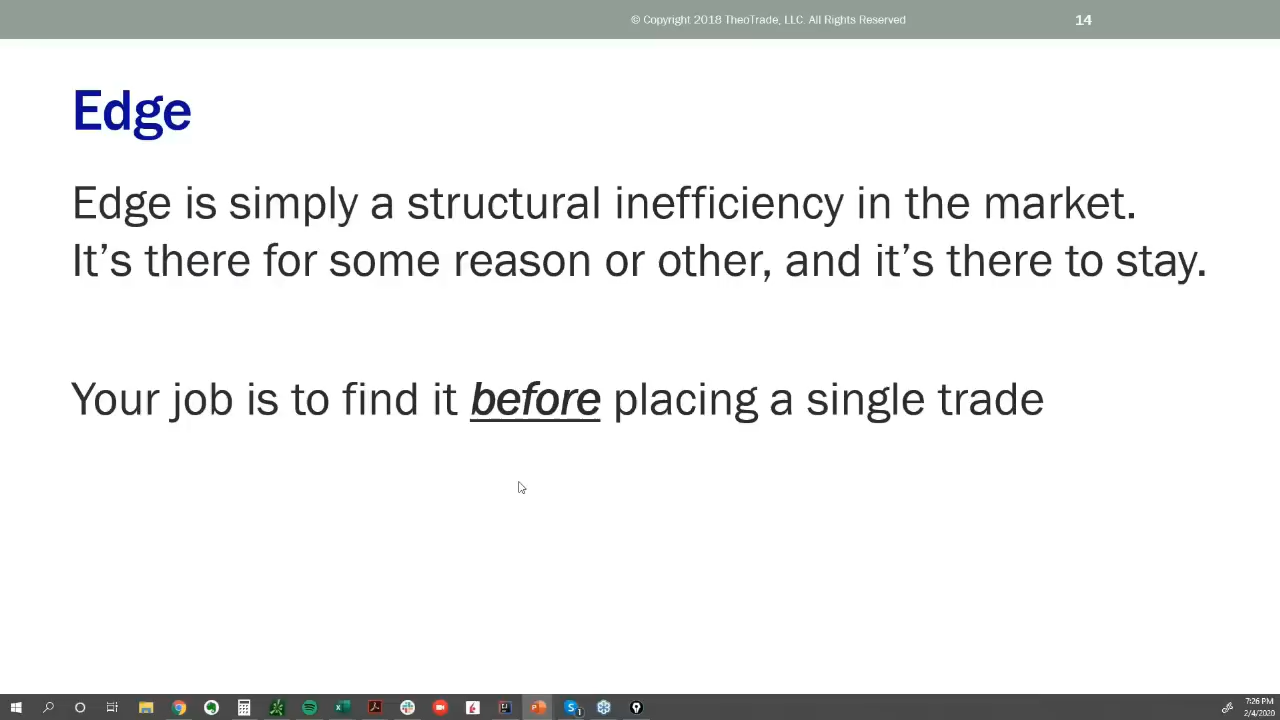 © Copyright 2018 TheoTrade, LLC. All Rights Reserved 14
Edge
Edge is simply a structural inefficiency in the market.
It’s there for some reason or other, and it’s there to stay.
Your job is to find it before placing a single trade
7:26 PM
2/4/2020